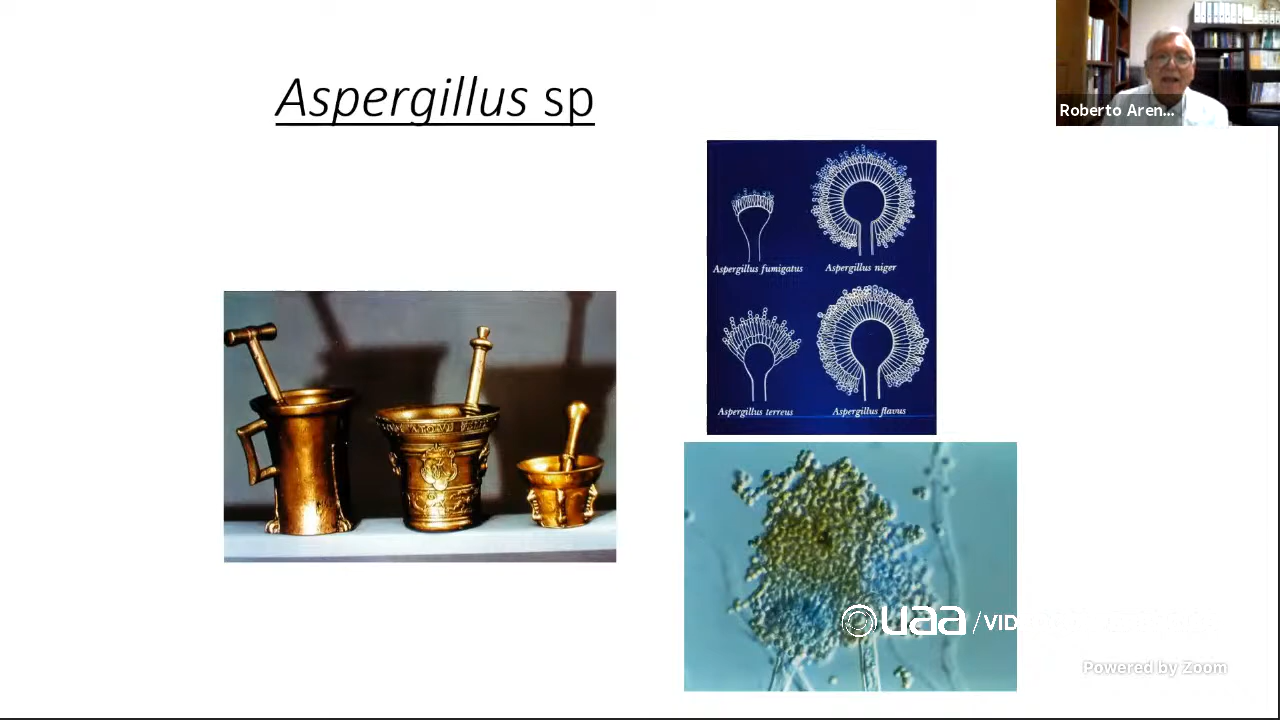 Aspergillus sp
Roberto Aren...
Aspergillus fumigatus
Aspergillus niger
Aspergillus terreus
Aspergillus flavus
uaa/VID
Powered by Zoom